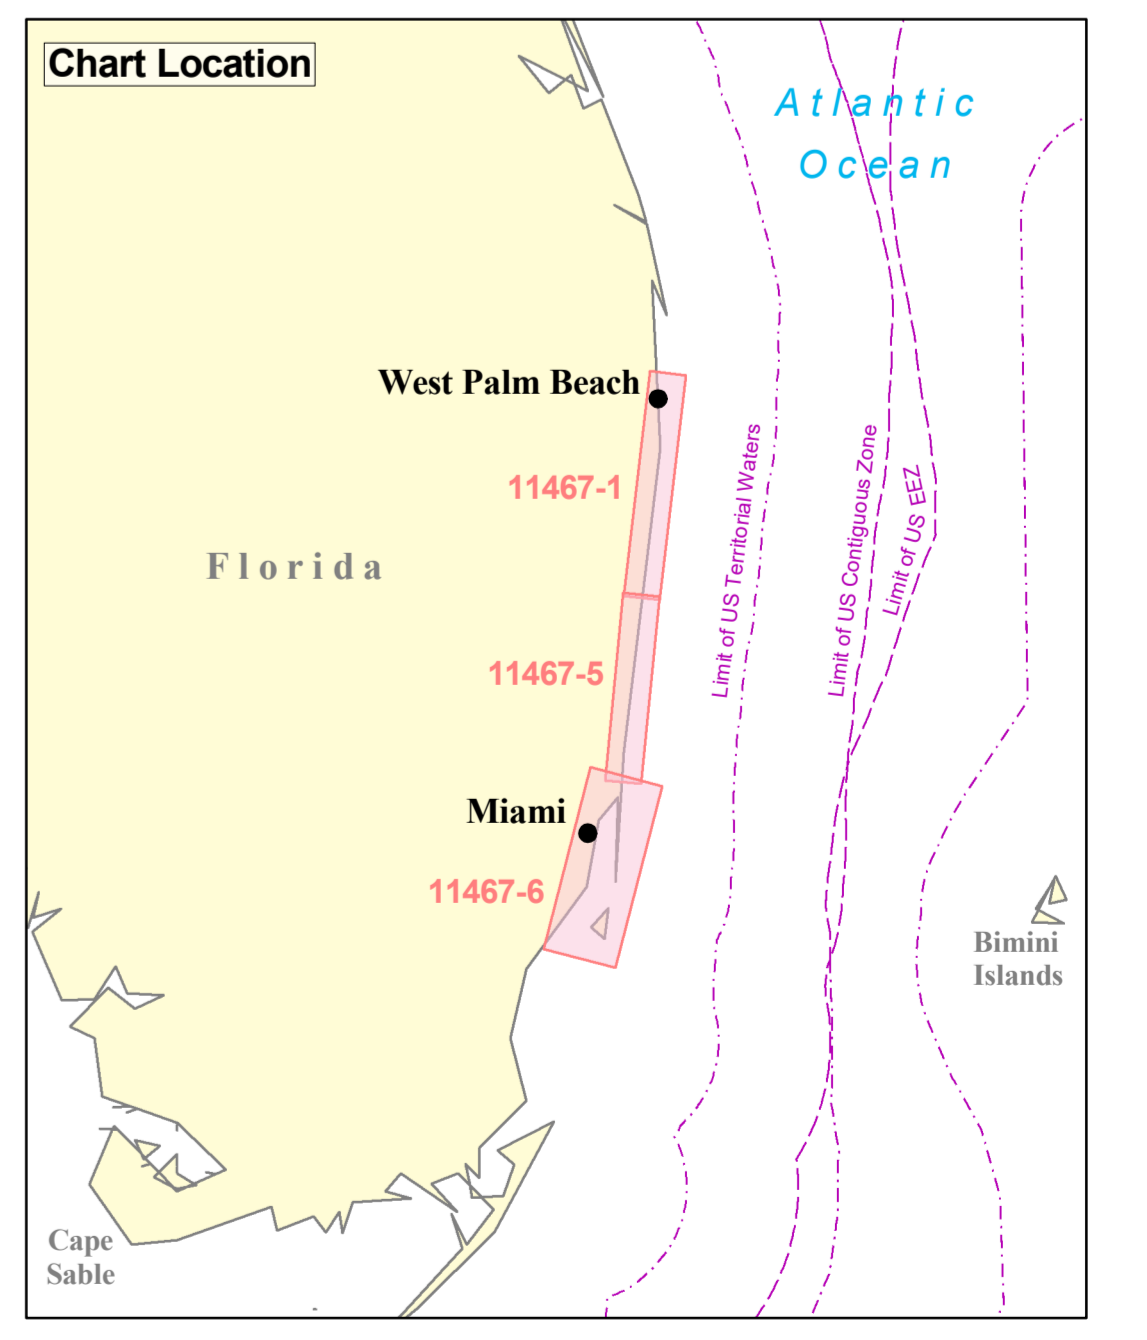 Chart Location
Atlantic
Ocean
West Palm Beach
11467-1
Limit of US Territorial Waters
Limit of US Contiguous Zone
Limit of US EEZ
Florida
11467-5
Miami
11467-6
Bimini
Islands
Cape
Sable